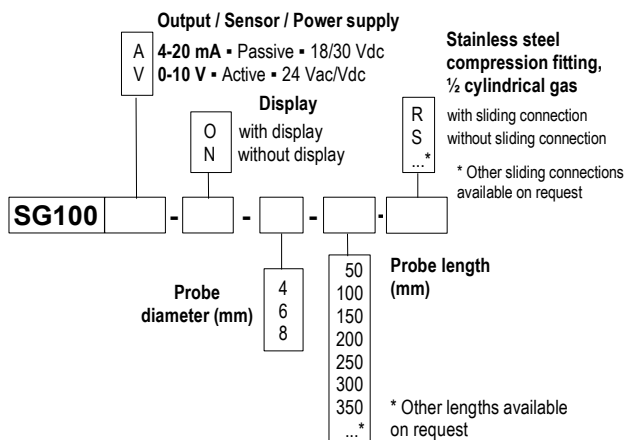 Output / Sensor / Power supply
A 4-20 mA ▪ Passive ▪ 18/30 Vdc
V 0-10 V ▪ Active ▪ 24 Vac/Vdc
Display
O with display
N without display
Stainless steel
compression fitting,
½ cylindrical gas
R with sliding connection
S without sliding connection
...*
* Other sliding connections
available on request
SG100 - - - -
Probe
diameter (mm)
4
6
8
50
100
150
200
250
300
350
...*
Probe length
(mm)
* Other lengths available
on request